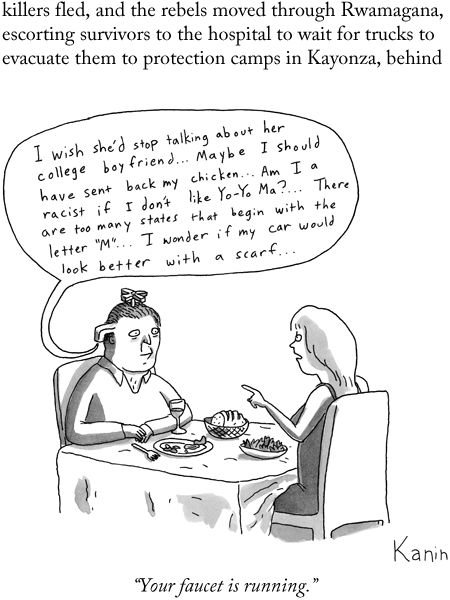 killers fled, and the rebels moved through Rwamagana,
escorting survivors to the hospital to wait for trucks to
evacuate them to protection camps in Kayonza, behind
I wish she'd stop talking about her
college boyfriend... Maybe I should
have sent back my chicken... Am I a
racist if I don't like Yo-Yo Ma?... There
are too many states that begin with the
letter "M"... I wonder if my car would
look better with a scarf...
Kanin
“Your faucet is running.”